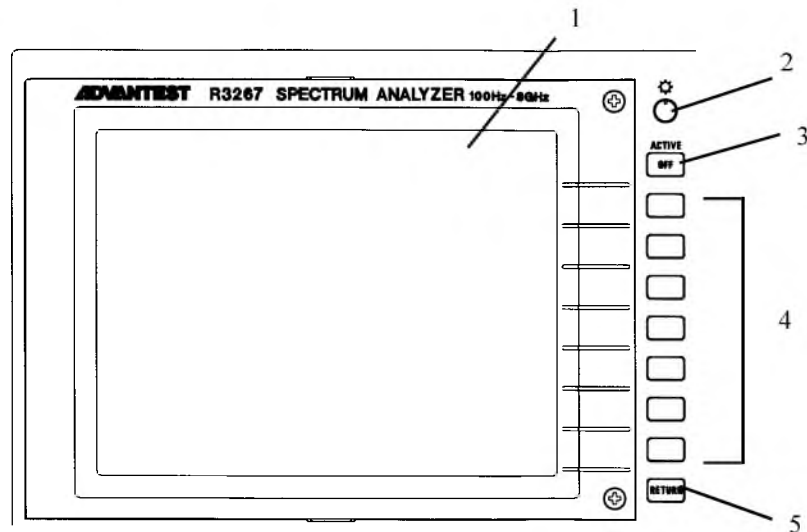 1
ADVANTEST R3267 SPECTRUM ANALYZER 100Hz - 8GHz
2
ACTIVE
OFF
3
4
RETURN
5